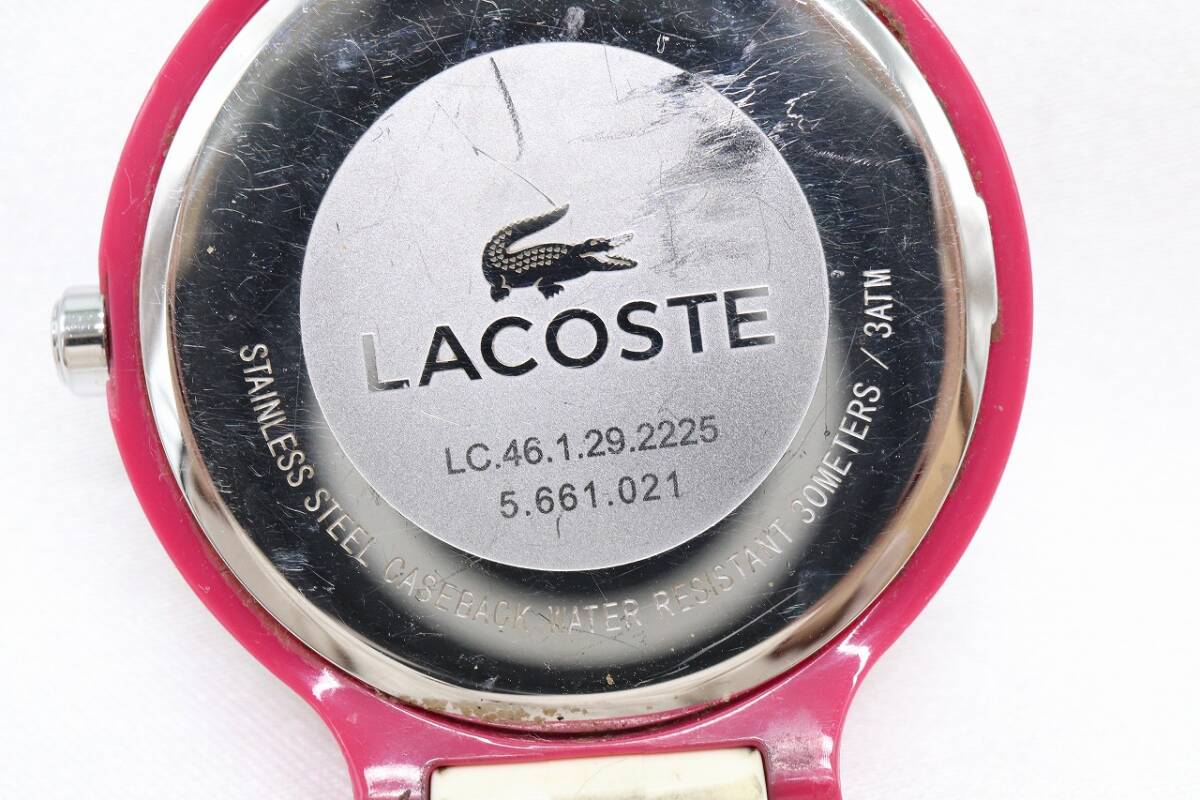 LACOSTE
LC.46.1.29.2225
5.661.021
STAINLESS STEEL CASEBACK WATER RESISTANT 30METERS / 3ATM